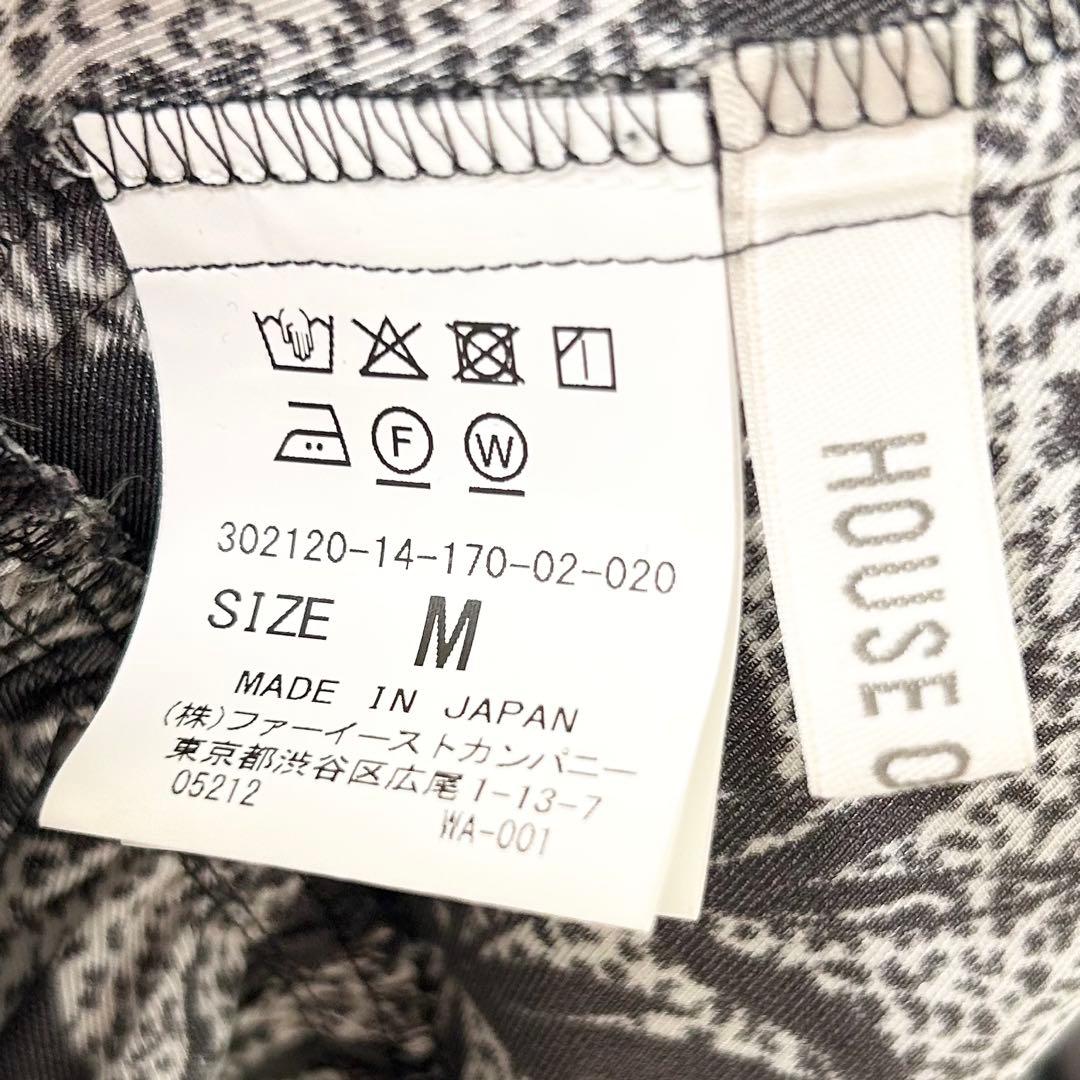 F
W
302120-14-170-02-020
SIZE M
MADE IN JAPAN
(株)ファーイーストカンパニー
東京都渋谷区広尾1-13-7
05212
WA-001
HOUSE O